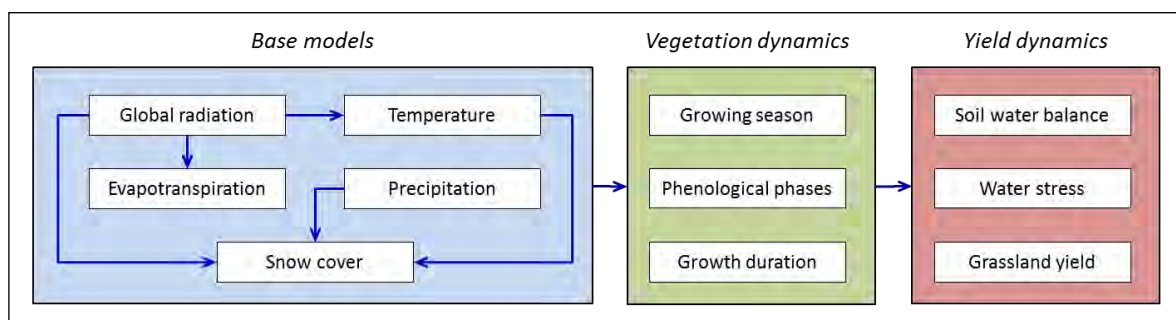 Base models
Vegetation dynamics
Yield dynamics
Global radiation
Temperature
Evapotranspiration
Precipitation
Snow cover
Growing season
Phenological phases
Growth duration
Soil water balance
Water stress
Grassland yield